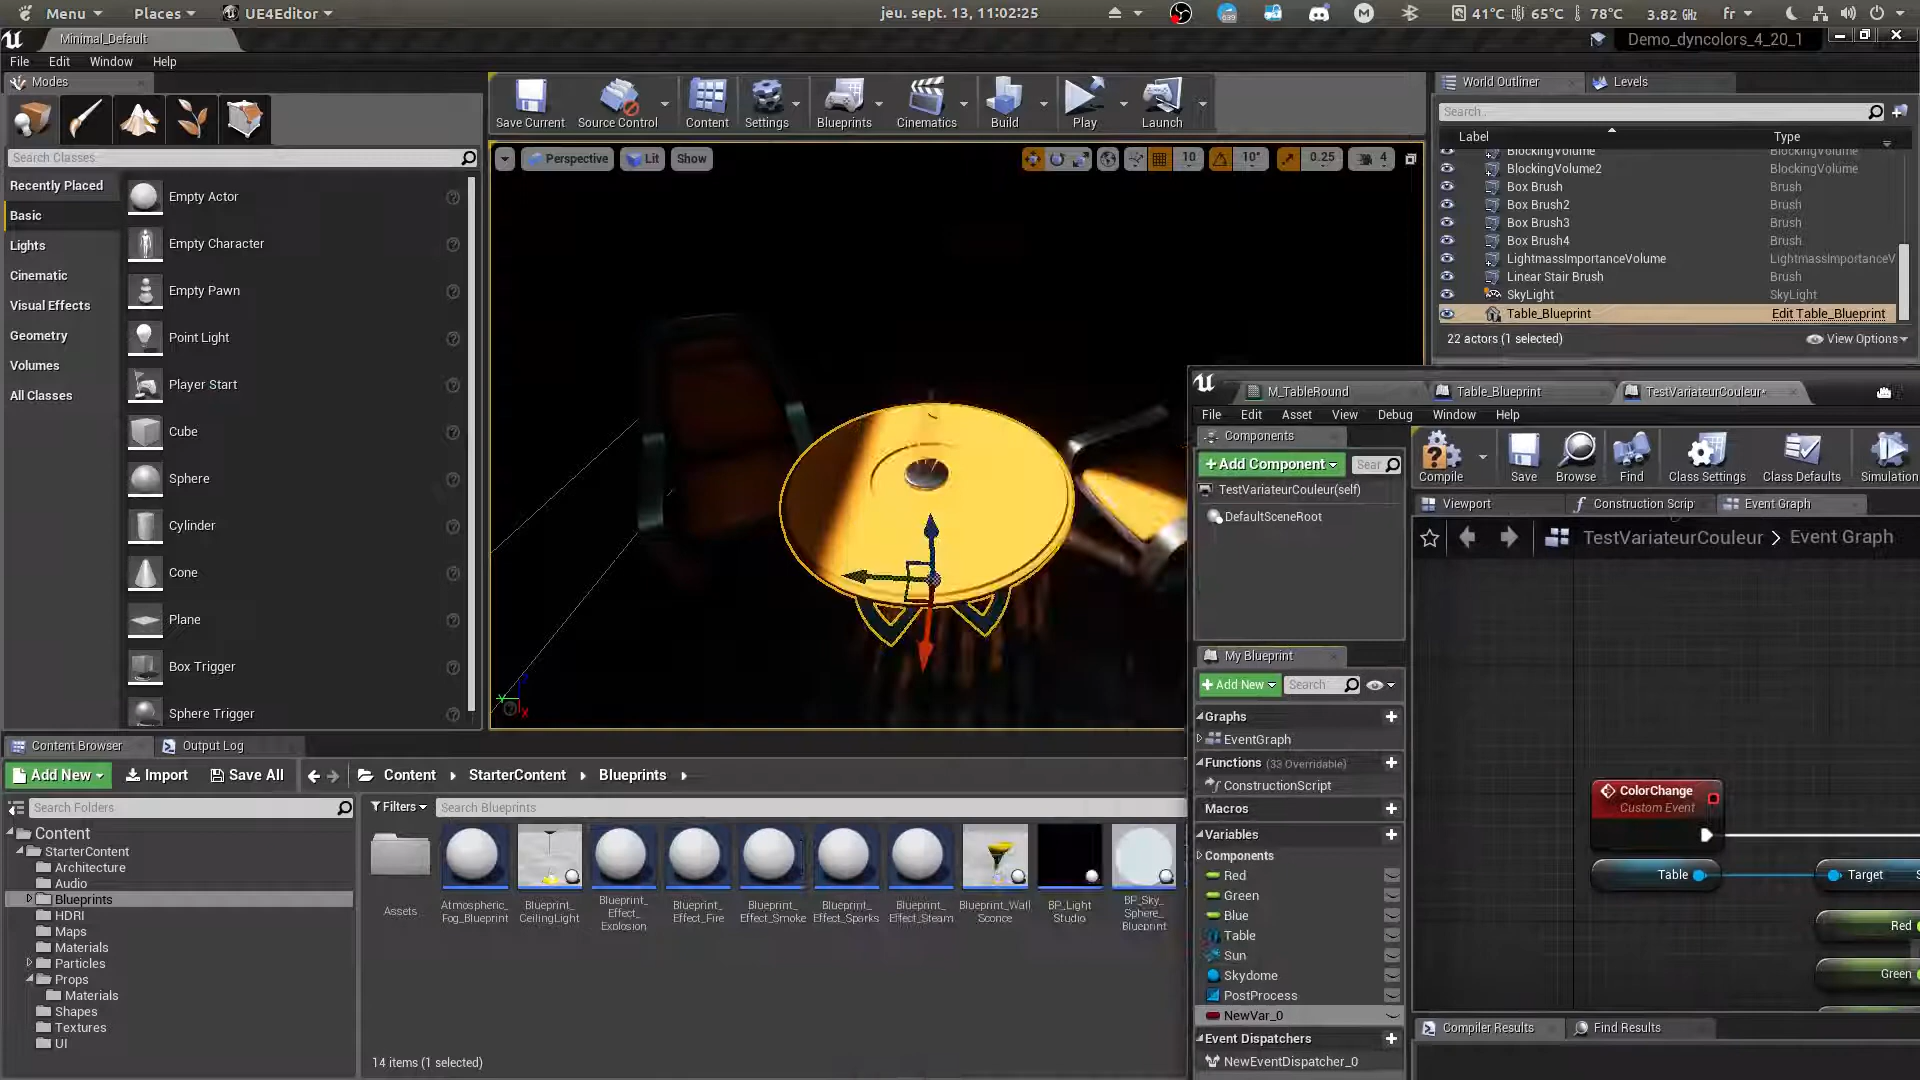 Menu Places UE4Editor jeu. sept. 13, 11:02:25 41°C 65°C 78°C 3.82 GHz fr
Minimal_Default Demo_dyncolors_4_20_1
File Edit Window Help
Modes
Search Classes
Recently Placed
Basic
Lights
Cinematic
Visual Effects
Geometry
Volumes
All Classes
Empty Actor
Empty Character
Empty Pawn
Point Light
Player Start
Cube
Sphere
Cylinder
Cone
Plane
Box Trigger
Sphere Trigger
Save Current Source Control Content Settings Blueprints Cinematics Build Play Launch
Perspective Lit Show 10 10° 0.25 4
World Outliner Levels
Search...
Label Type
BlockingVolume BlockingVolume
BlockingVolume2 BlockingVolume
Box Brush Brush
Box Brush2 Brush
Box Brush3 Brush
Box Brush4 Brush
LightmassImportanceVolume LightmassImportanceV
Linear Stair Brush Brush
SkyLight SkyLight
Table_Blueprint Edit Table_Blueprint
22 actors (1 selected) View Options
M_TableRound Table_Blueprint TestVariateurCouleur*
File Edit Asset View Debug Window Help
Components
+Add Component Sear
TestVariateurCouleur(self)
DefaultSceneRoot
Compile Save Browse Find Class Settings Class Defaults Simulation
Viewport Construction Scrip Event Graph
TestVariateurCouleur > Event Graph
ColorChange
Custom Event
Table Target
Red
Green
My Blueprint
+Add New Search
Graphs
EventGraph
Functions (33 Overridable)
ConstructionScript
Macros
Variables
Components
Red
Green
Blue
Table
Sun
Skydome
PostProcess
NewVar_0
Event Dispatchers
NewEventDispatcher_0
Compiler Results Find Results
Content Browser Output Log
Add New Import Save All Content StarterContent Blueprints
Search Folders Filters Search Blueprints
Content
StarterContent
Architecture
Audio
Blueprints
HDRI
Maps
Materials
Particles
Props
Materials
Shapes
Textures
UI
Assets
Atmospheric_
Fog_Blueprint
Blueprint_
CeilingLight
Blueprint_
Effect_
Explosion
Blueprint_
Effect_Fire
Blueprint_
Effect_Smoke
Blueprint_
Effect_Sparks
Blueprint_
Effect_Steam
Blueprint_Wall
Sconce
BP_Light
Studio
BP_Sky_
Sphere_
Blueprint
14 items (1 selected)